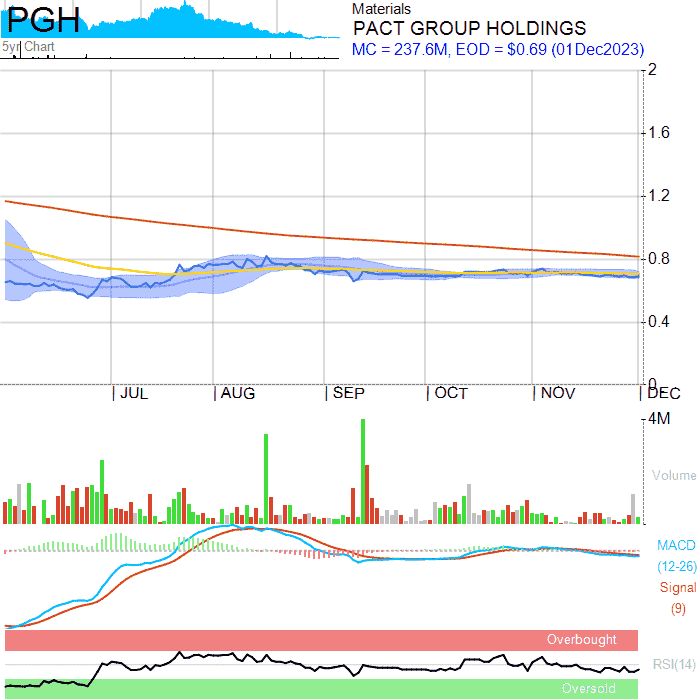 PGH
5yr Chart
Materials
PACT GROUP HOLDINGS
MC = 237.6M, EOD = $0.69 (01Dec2023)
2
1.6
1.2
0.8
0.4
0
JUL AUG SEP OCT NOV DEC
4M
Volume
MACD
(12-26)
Signal
(9)
Overbought
RSI(14)
Oversold